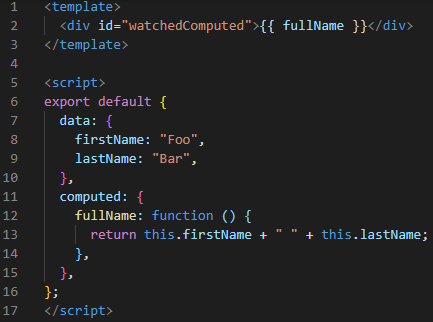 1 <template>
2   <div id="watchedComputed">{{ fullName }}</div>
3 </template>
4
5 <script>
6 export default {
7   data: {
8     firstName: "Foo",
9     lastName: "Bar",
10   },
11   computed: {
12     fullName: function () {
13       return this.firstName + " " + this.lastName;
14     },
15   },
16 };
17 </script>